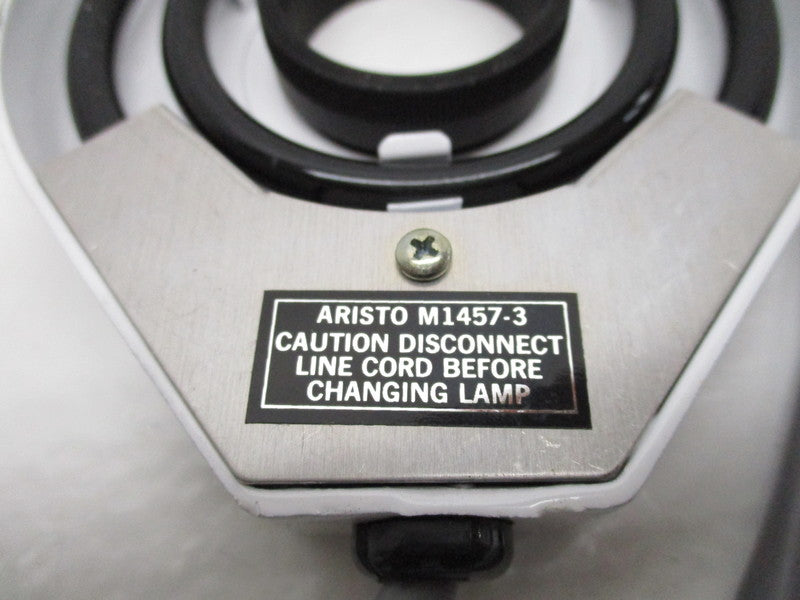 ARISTO M1457-3
CAUTION DISCONNECT
LINE CORD BEFORE
CHANGING LAMP